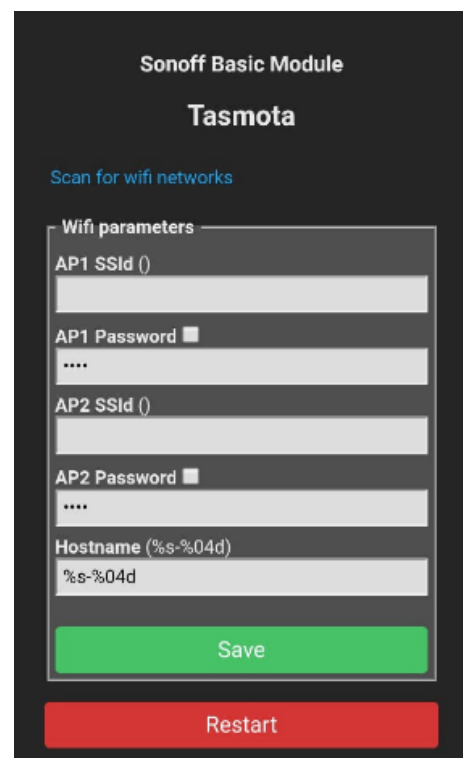 Sonoff Basic Module
Tasmota
Scan for wifi networks
Wifi parameters
AP1 SSId ()
AP1 Password
••••
AP2 SSId ()
AP2 Password
••••
Hostname (%s-%04d)
%s-%04d
Save
Restart